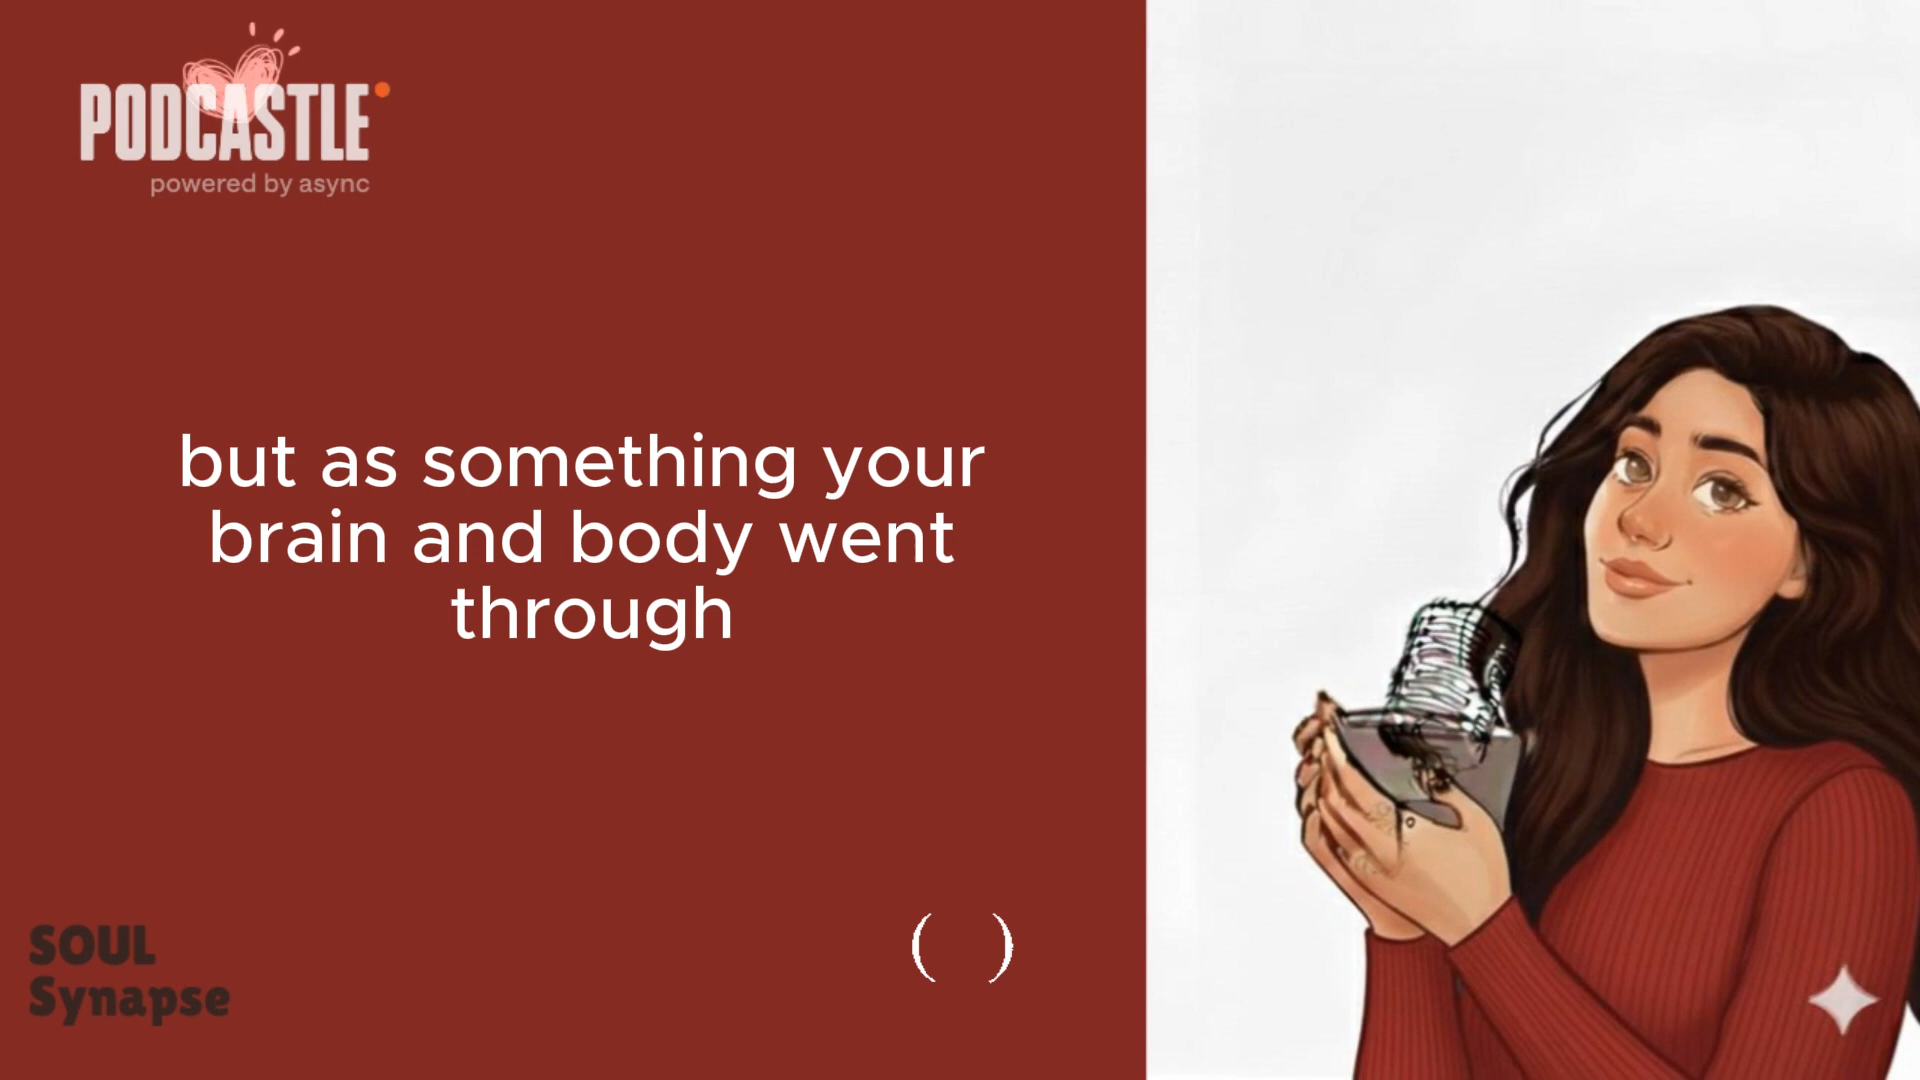 PODCASTLE
powered by async
but as something your
brain and body went
through
SOUL
Synapse
( )